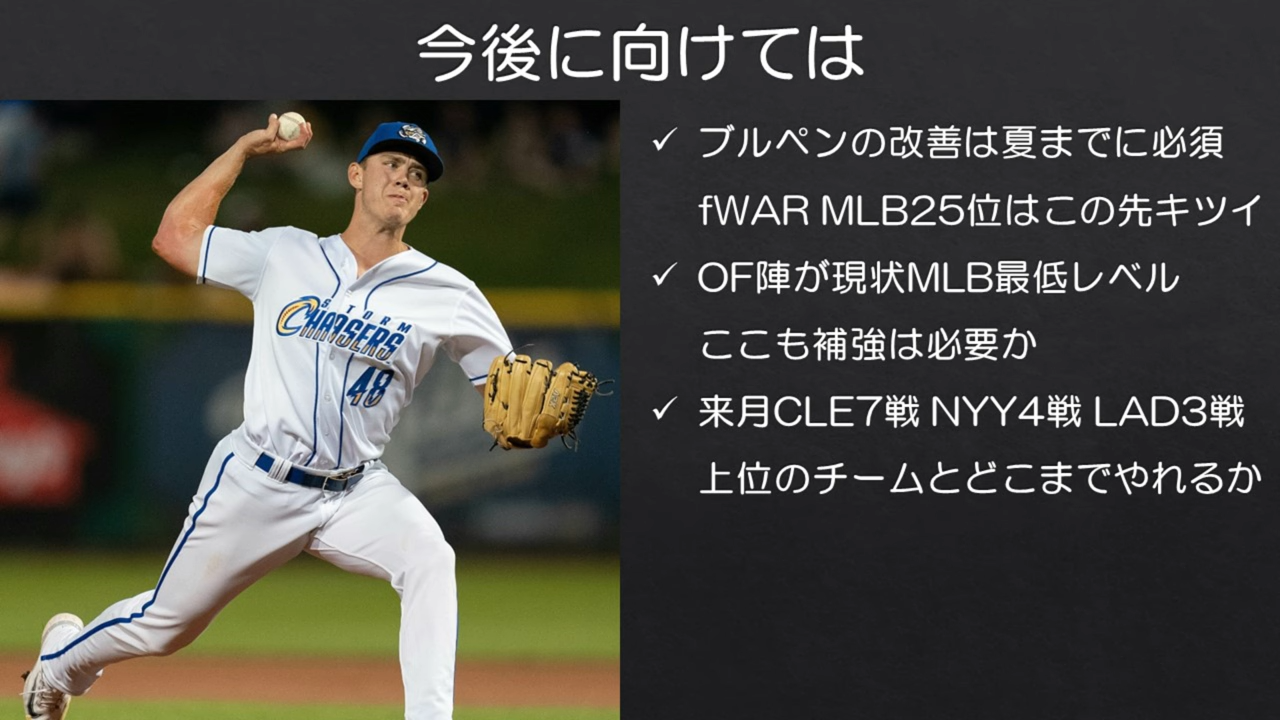 今後に向けては
✓ ブルペンの改善は夏までに必須
fWAR MLB25位はこの先キツイ
✓ OF陣が現状MLB最低レベル
ここも補強は必要か
✓ 来月CLE7戦 NYY4戦 LAD3戦
上位のチームとどこまでやれるか
STORM
CHASERS
48